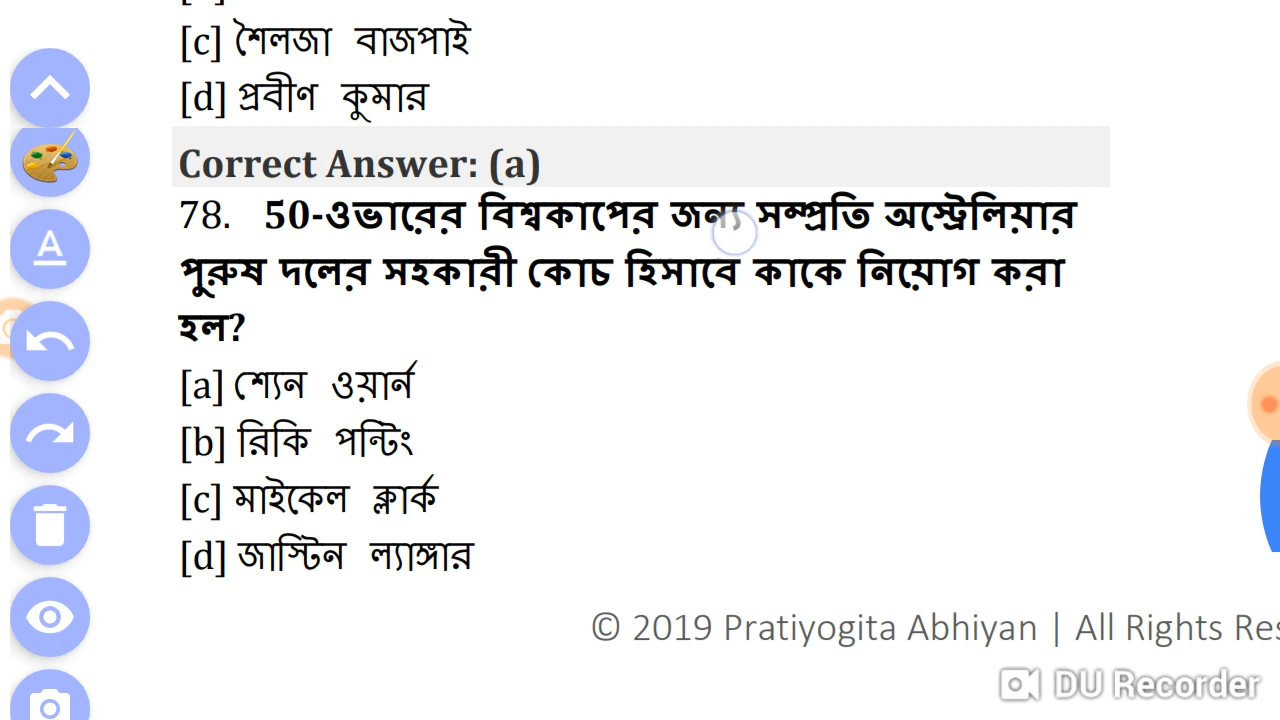 [c] শৈলজা বাজপাই
[d] প্রবীণ কুমার
Correct Answer: (a)
78. 50-ওভারের বিশ্বকাপের জন্য সম্প্রতি অস্ট্রেলিয়ার
পুরুষ দলের সহকারী কোচ হিসাবে কাকে নিয়োগ করা
হল?
[a] শ্যেন ওয়ার্ন
[b] রিকি পন্টিং
[c] মাইকেল ক্লার্ক
[d] জাস্টিন ল্যাঙ্গার
© 2019 Pratiyogita Abhiyan | All Rights Res
DU Recorder